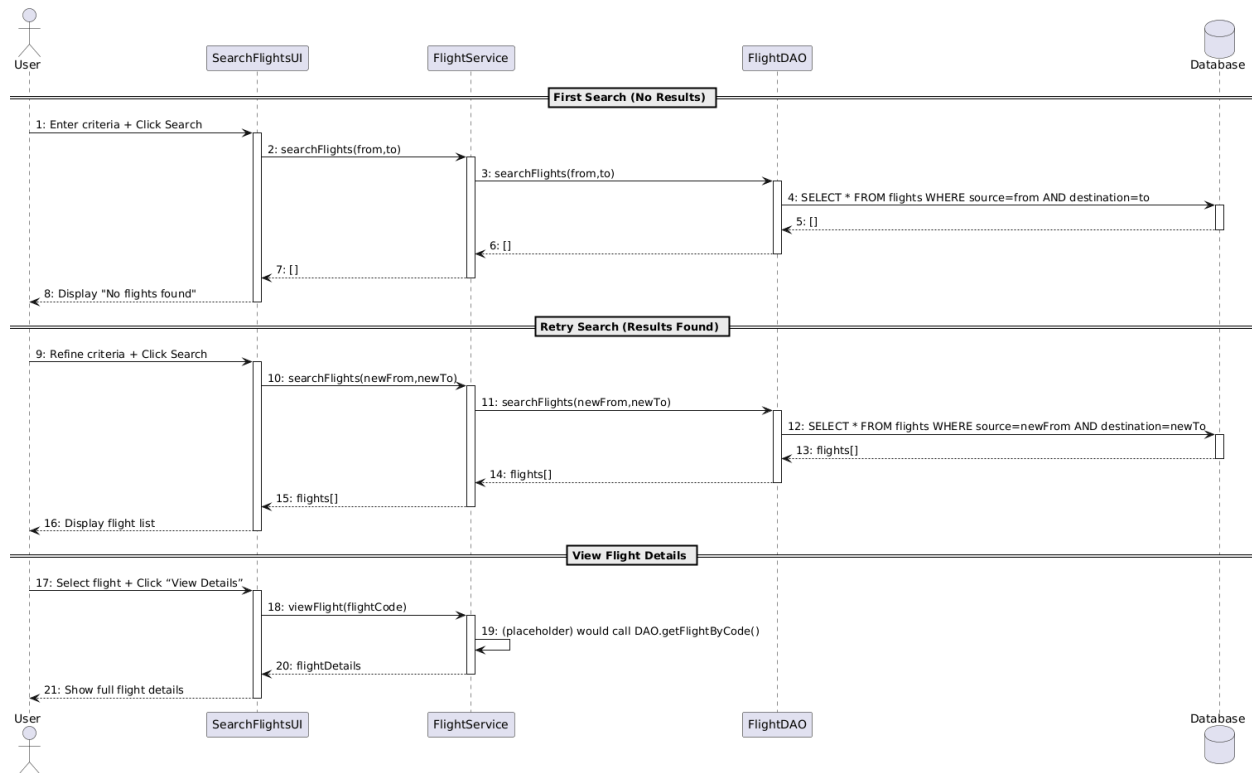 User
SearchFlightsUI
FlightService
FlightDAO
Database
First Search (No Results)
1: Enter criteria + Click Search
2: searchFlights(from,to)
3: searchFlights(from,to)
4: SELECT * FROM flights WHERE source=from AND destination=to
5: []
6: []
7: []
8: Display "No flights found"
Retry Search (Results Found)
9: Refine criteria + Click Search
10: searchFlights(newFrom,newTo)
11: searchFlights(newFrom,newTo)
12: SELECT * FROM flights WHERE source=newFrom AND destination=newTo
13: flights[]
14: flights[]
15: flights[]
16: Display flight list
View Flight Details
17: Select flight + Click “View Details”
18: viewFlight(flightCode)
19: (placeholder) would call DAO.getFlightByCode()
20: flightDetails
21: Show full flight details
User
SearchFlightsUI
FlightService
FlightDAO
Database